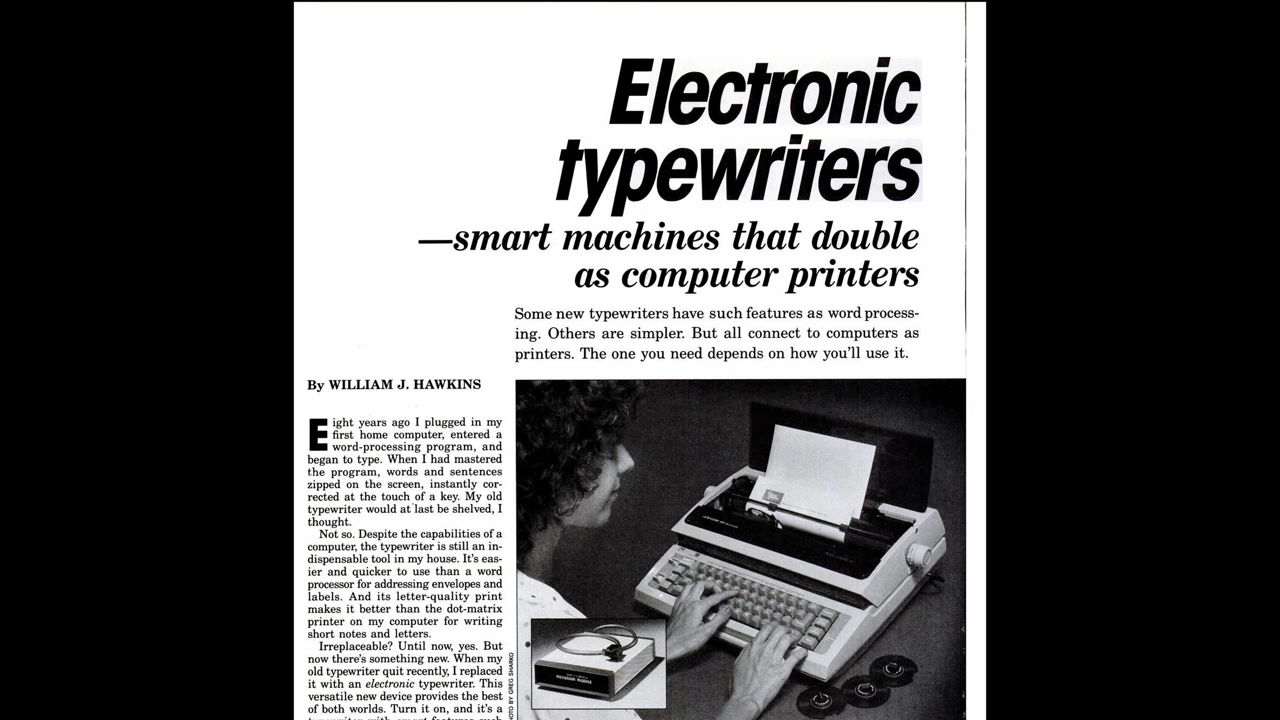 Electronic
typewriters
—smart machines that double
as computer printers
Some new typewriters have such features as word process-
ing. Others are simpler. But all connect to computers as
printers. The one you need depends on how you'll use it.
By WILLIAM J. HAWKINS
Eight years ago I plugged in my
first home computer, entered a
word-processing program, and
began to type. When I had mastered
the program, words and sentences
zipped on the screen, instantly cor-
rected at the touch of a key. My old
typewriter would at last be shelved, I
thought.
Not so. Despite the capabilities of a
computer, the typewriter is still an in-
dispensable tool in my house. It's eas-
ier and quicker to use than a word
processor for addressing envelopes and
labels. And its letter-quality print
makes it better than the dot-matrix
printer on my computer for writing
short notes and letters.
Irreplaceable? Until now, yes. But
now there's something new. When my
old typewriter quit recently, I replaced
it with an electronic typewriter. This
versatile new device provides the best
of both worlds. Turn it on, and it's a
typewriter with smart features such
BY GREG SHARKO